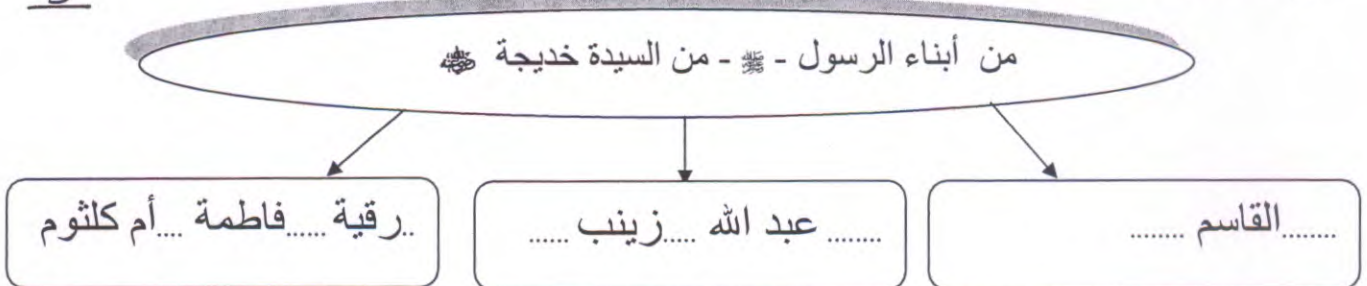 من أبناء الرسول - ﷺ - من السيدة خديجة
........القاسم ........
........ عبد الله .....زينب ......
..رقية ......فاطمة ....أم كلثوم